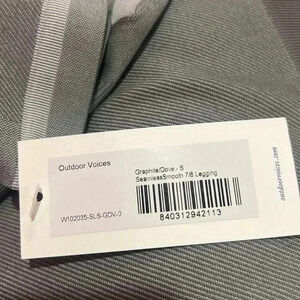 Outdoor Voices
Graphite/Dove - S
SeamlessSmooth 7/8 Legging
W102035-SLS-GDV-3
840312942113
outdoorvoices.com